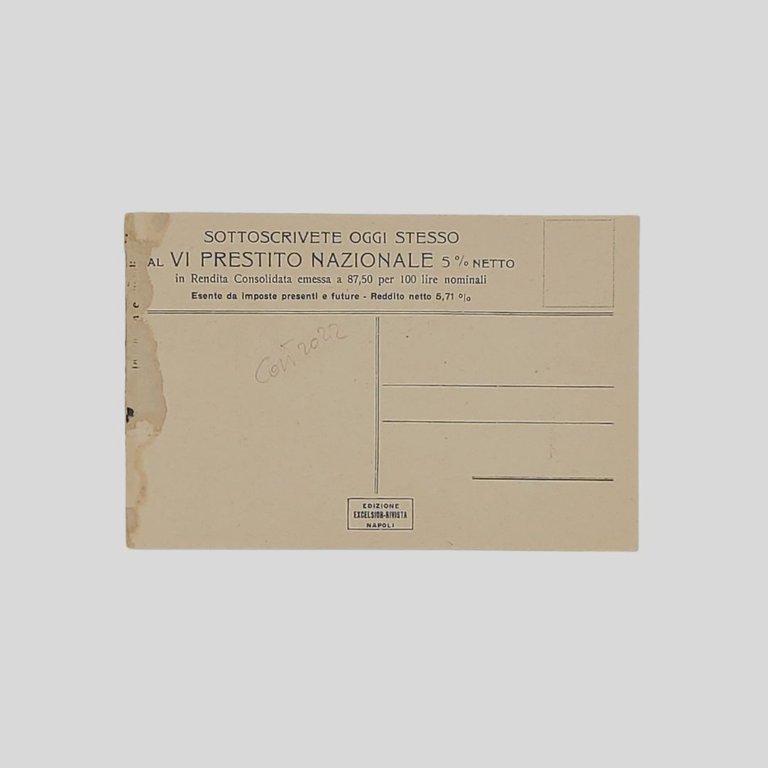 SOTTOSCRIVETE OGGI STESSO
AL VI PRESTITO NAZIONALE 5 % NETTO
in Rendita Consolidata emessa a 87,50 per 100 lire nominali
Esente da imposte presenti e future - Reddito netto 5,71 %
2022
EDIZIONE
EXCELSIOR-RIVISTA
NAPOLI